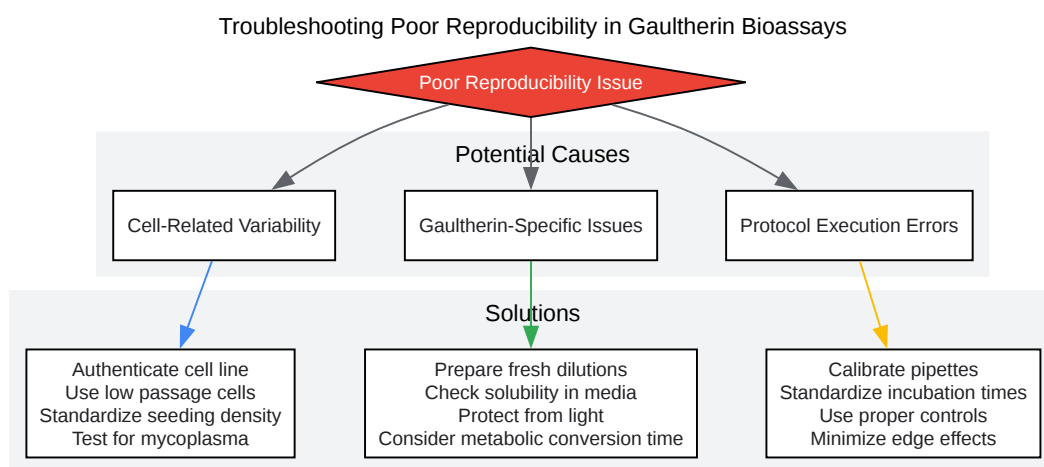 Troubleshooting Poor Reproducibility in Gaultherin Bioassays
Poor Reproducibility Issue
Potential Causes
Cell-Related Variability
Gaultherin-Specific Issues
Protocol Execution Errors
Solutions
Authenticate cell line
Use low passage cells
Standardize seeding density
Test for mycoplasma
Prepare fresh dilutions
Check solubility in media
Protect from light
Consider metabolic conversion time
Calibrate pipettes
Standardize incubation times
Use proper controls
Minimize edge effects